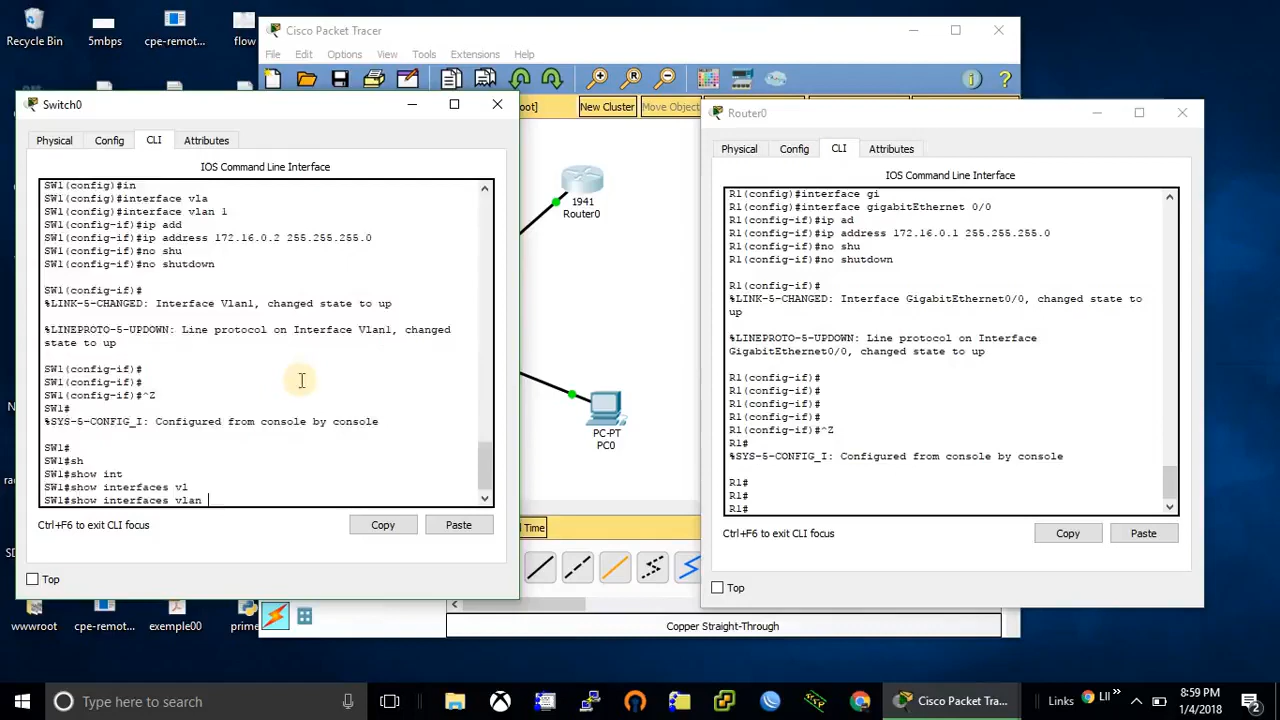 Recycle Bin
5mbps
cpe-remot...
flow
Cisco Packet Tracer
File Edit Options View Tools Extensions Help
oot]
New Cluster
Move Object
1941
Router0
PC-PT
PC0
Time
Copper Straight-Through
Switch0
Physical Config CLI Attributes
IOS Command Line Interface
SW1(config)#in
SW1(config)#interface vla
SW1(config)#interface vlan 1
SW1(config-if)#ip add
SW1(config-if)#ip address 172.16.0.2 255.255.255.0
SW1(config-if)#no shu
SW1(config-if)#no shutdown
SW1(config-if)#
%LINK-5-CHANGED: Interface Vlan1, changed state to up
%LINEPROTO-5-UPDOWN: Line protocol on Interface Vlan1, changed
state to up
SW1(config-if)#
SW1(config-if)#
SW1(config-if)#^Z
SW1#
%SYS-5-CONFIG_I: Configured from console by console
SW1#
SW1#sh
SW1#show int
SW1#show interfaces vl
SW1#show interfaces vlan
Ctrl+F6 to exit CLI focus
Copy
Paste
Top
Router0
Physical Config CLI Attributes
IOS Command Line Interface
R1(config)#interface gi
R1(config)#interface gigabitEthernet 0/0
R1(config-if)#ip ad
R1(config-if)#ip address 172.16.0.1 255.255.255.0
R1(config-if)#no shu
R1(config-if)#no shutdown
R1(config-if)#
%LINK-5-CHANGED: Interface GigabitEthernet0/0, changed state to
up
%LINEPROTO-5-UPDOWN: Line protocol on Interface
GigabitEthernet0/0, changed state to up
R1(config-if)#
R1(config-if)#
R1(config-if)#
R1(config-if)#
R1(config-if)#^Z
R1#
%SYS-5-CONFIG_I: Configured from console by console
R1#
R1#
R1#
Ctrl+F6 to exit CLI focus
Copy
Paste
Top
wwwroot
cpe-remot...
exemple00
prime
Type here to search
Cisco Packet Tra...
Links
LII
8:59 PM
1/4/2018